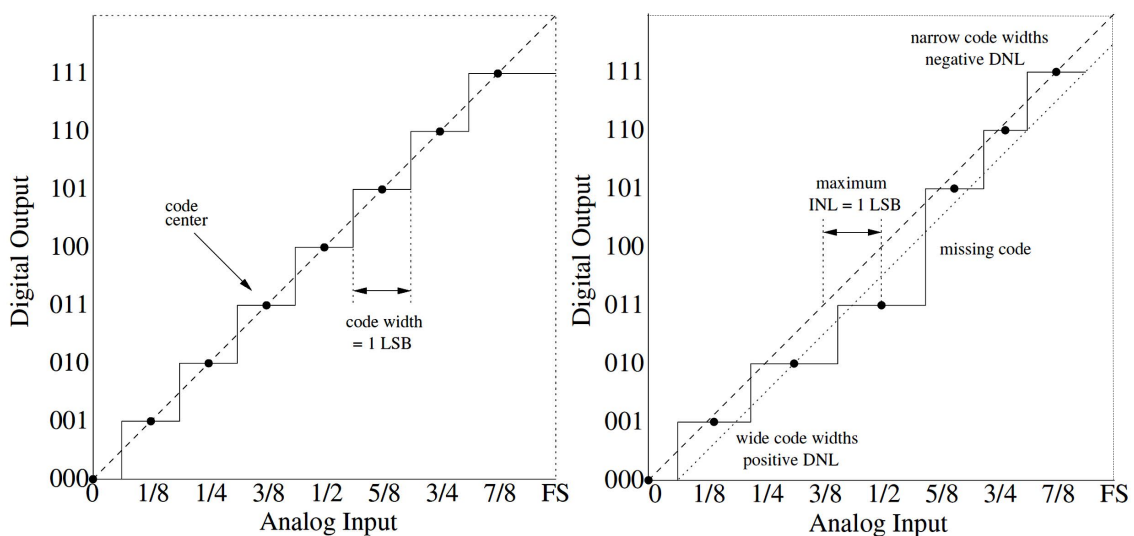 111
110
101
100
011
010
001
000
Digital Output
code
center
code width
= 1 LSB
0 1/8 1/4 3/8 1/2 5/8 3/4 7/8 FS
Analog Input
111
110
101
100
011
010
001
000
Digital Output
narrow code widths
negative DNL
maximum
INL = 1 LSB
missing code
wide code widths
positive DNL
0 1/8 1/4 3/8 1/2 5/8 3/4 7/8 FS
Analog Input